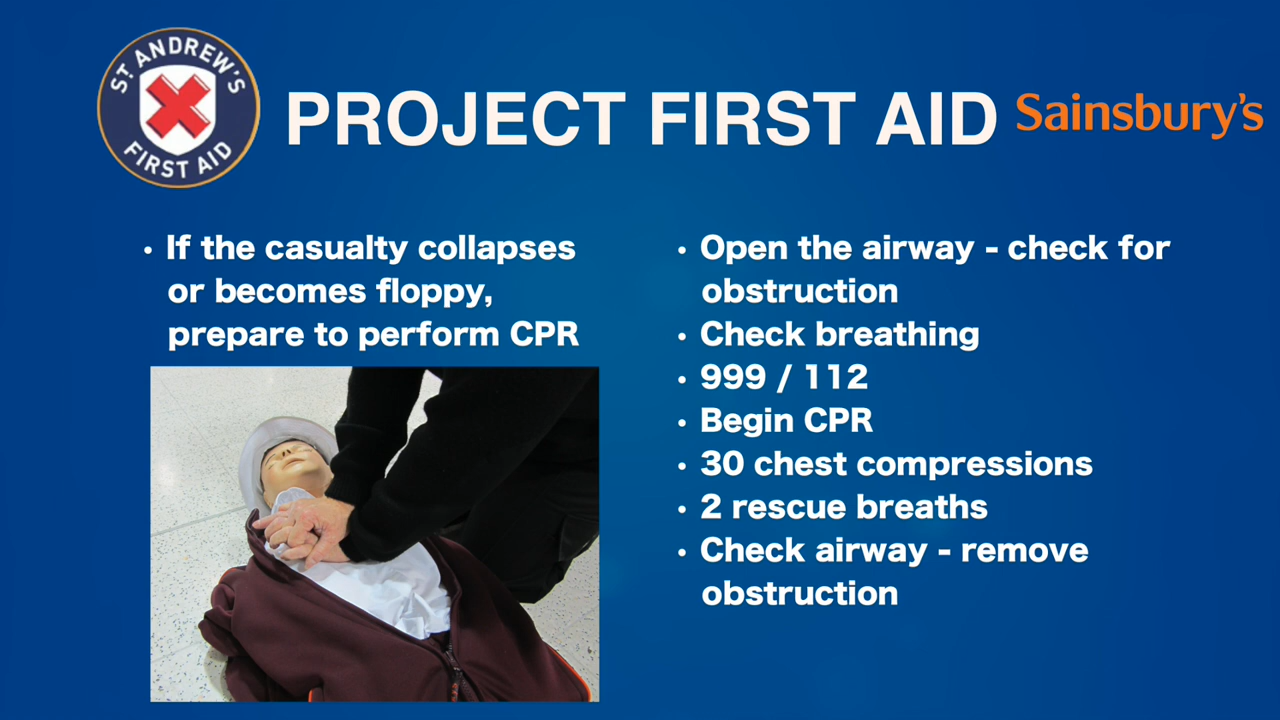 ST. ANDREW'S
FIRST AID
PROJECT FIRST AID
Sainsbury's
• If the casualty collapses
or becomes floppy,
prepare to perform CPR
• Open the airway - check for
obstruction
• Check breathing
• 999 / 112
• Begin CPR
• 30 chest compressions
• 2 rescue breaths
• Check airway - remove
obstruction